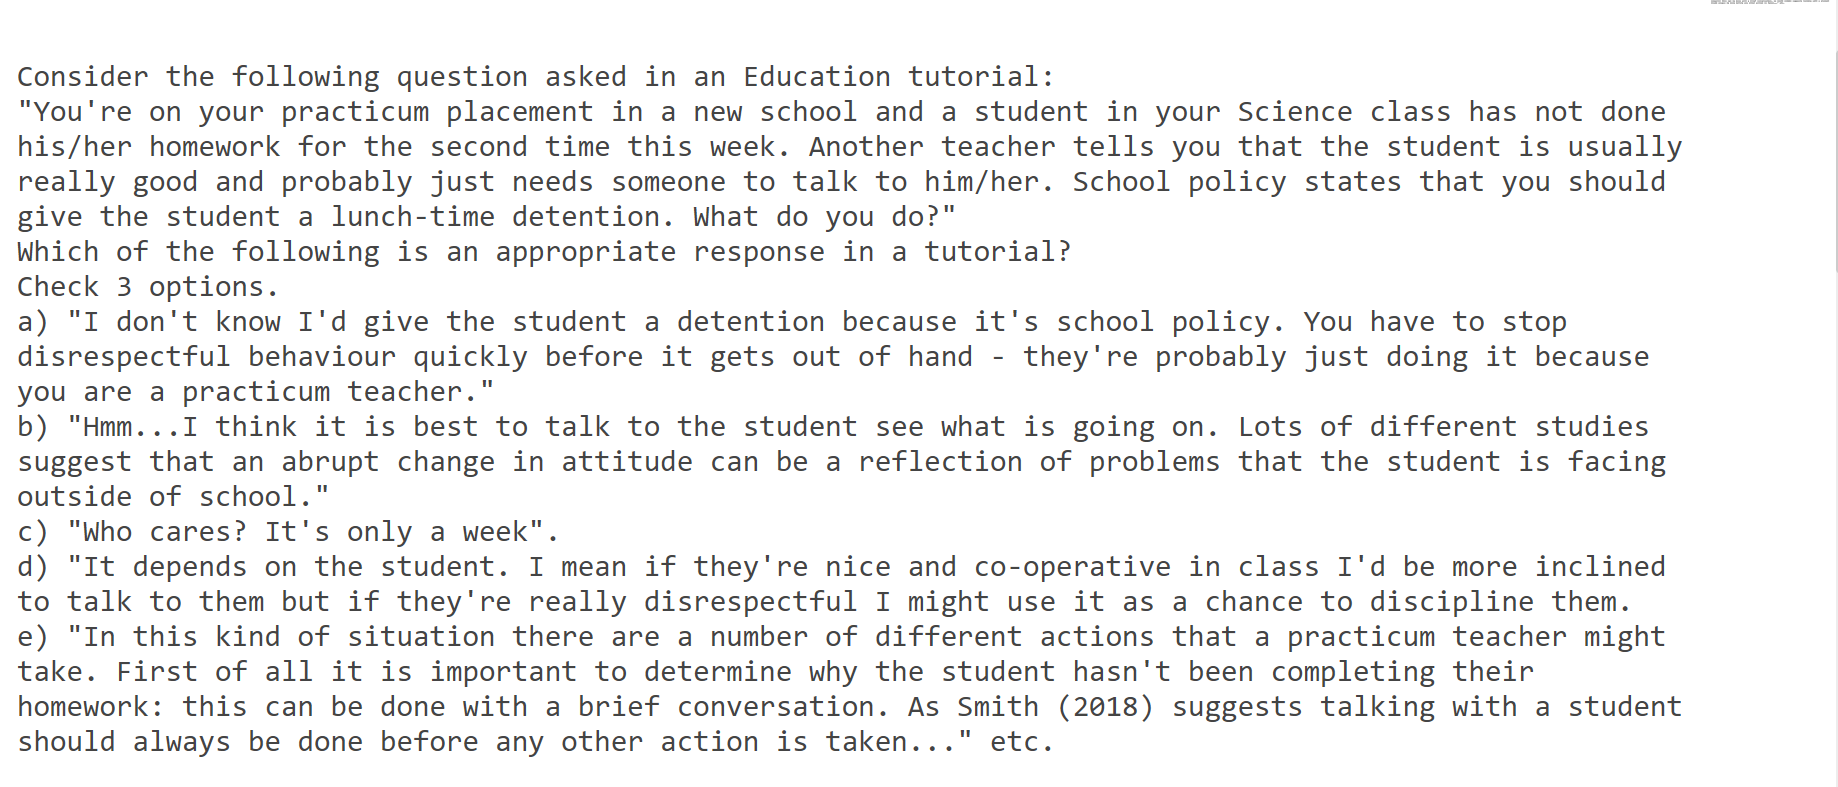 Consider the following question asked in an Education tutorial:
"You're on your practicum placement in a new school and a student in your Science class has not done
his/her homework for the second time this week. Another teacher tells you that the student is usually
really good and probably just needs someone to talk to him/her. School policy states that you should
give the student a lunch-time detention. What do you do?"
Which of the following is an appropriate response in a tutorial?
Check 3 options.
a) "I don't know I'd give the student a detention because it's school policy. You have to stop
disrespectful behaviour quickly before it gets out of hand - they're probably just doing it because
you are a practicum teacher."
b) "Hmm...I think it is best to talk to the student see what is going on. Lots of different studies
suggest that an abrupt change in attitude can be a reflection of problems that the student is facing
outside of school."
c) "Who cares? It's only a week".
d) "It depends on the student. I mean if they're nice and co-operative in class I'd be more inclined
to talk to them but if they're really disrespectful I might use it as a chance to discipline them.
e) "In this kind of situation there are a number of different actions that a practicum teacher might
take. First of all it is important to determine why the student hasn't been completing their
homework: this can be done with a brief conversation. As Smith (2018) suggests talking with a student
should always be done before any other action is taken..." etc.